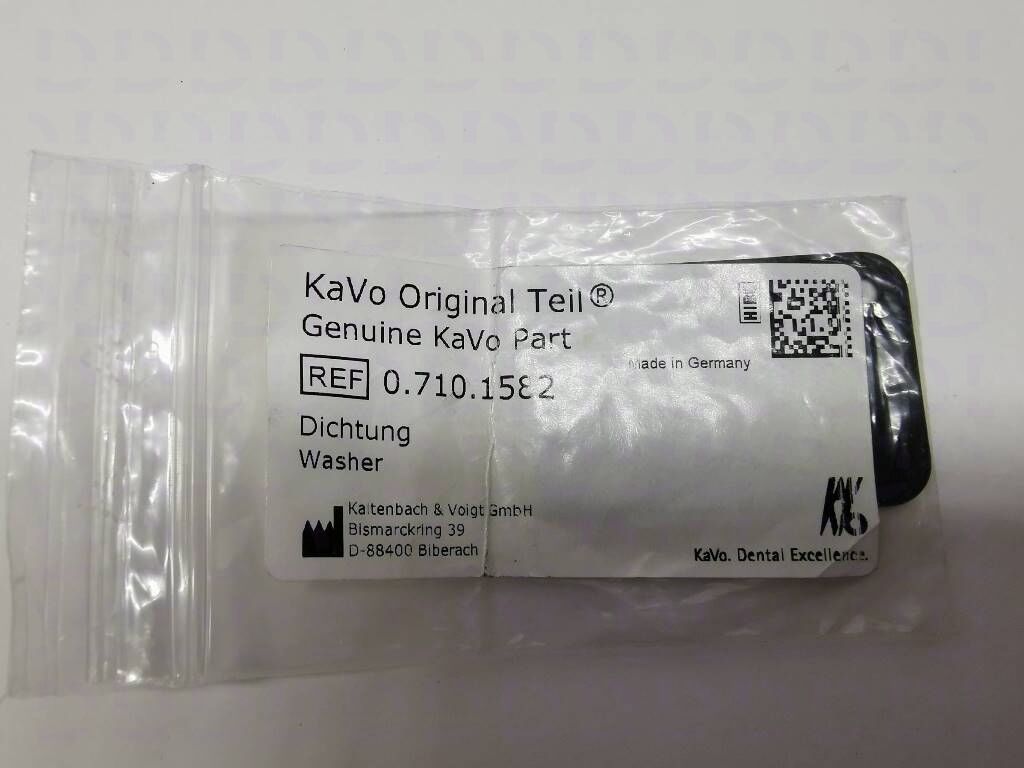 KaVo Original Teil®
Genuine KaVo Part
REF 0.710.1582
Made in Germany
Dichtung
Washer
Kaltenbach & Voigt GmbH
Bismarckring 39
D-88400 Biberach
KaVo. Dental Excellence.